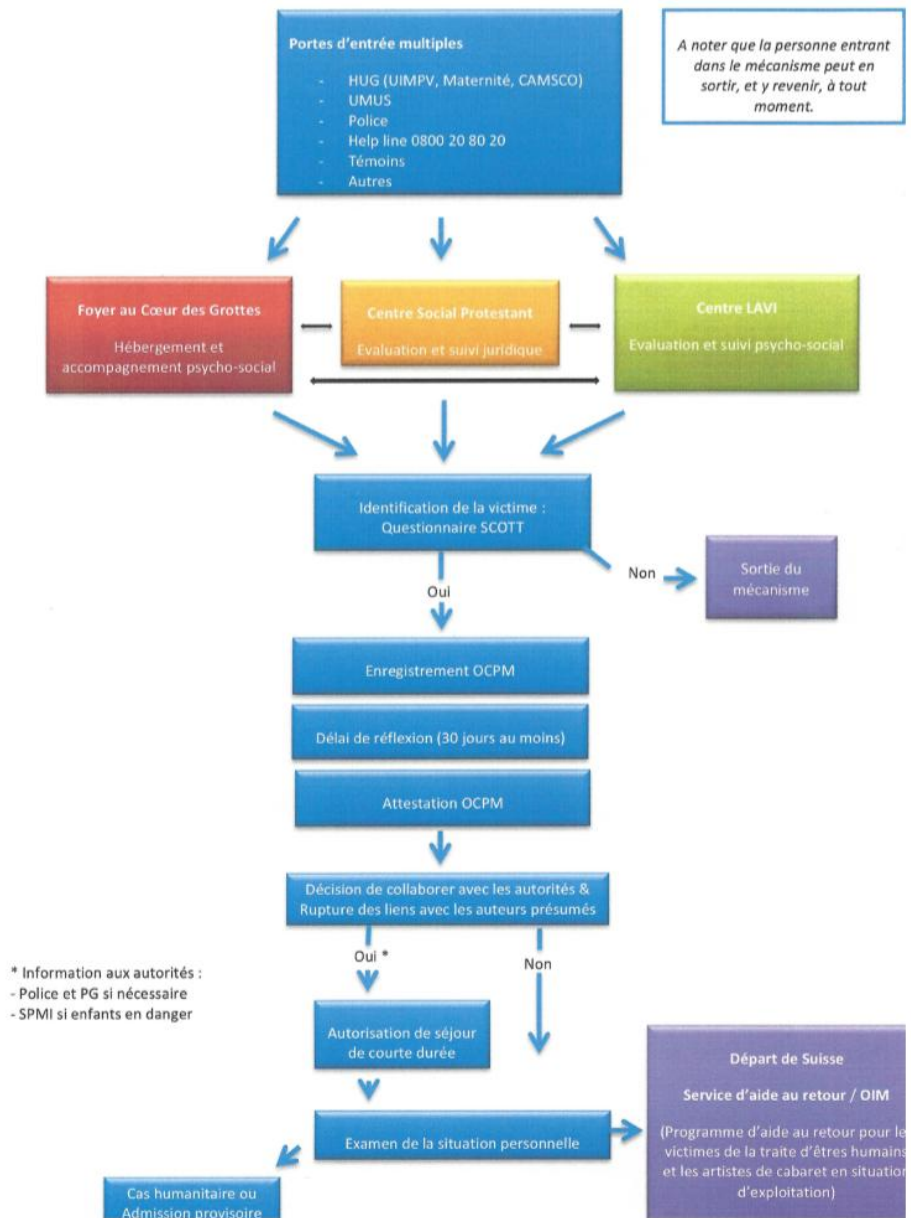 Portes d'entrée multiples
- HUG (UIMPV, Maternité, CAMSCO)
- UMUS
- Police
- Help line 0800 20 80 20
- Témoins
- Autres
A noter que la personne entrant
dans le mécanisme peut en
sortir, et y revenir, à tout
moment.
Foyer au Cœur des Grottes
Hébergement et
accompagnement psycho-social
Centre Social Protestant
Evaluation et suivi juridique
Centre LAVI
Evaluation et suivi psycho-social
Identification de la victime :
Questionnaire SCOTT
Non
Sortie du
mécanisme
Oui
Enregistrement OCPM
Délai de réflexion (30 jours au moins)
Attestation OCPM
Décision de collaborer avec les autorités &
Rupture des liens avec les auteurs présumés
Oui *
Non
* Information aux autorités :
- Police et PG si nécessaire
- SPMI si enfants en danger
Autorisation de séjour
de courte durée
Départ de Suisse
Service d'aide au retour / OIM
(Programme d'aide au retour pour le
victimes de la traite d'êtres humains
et les artistes de cabaret en situation
d'exploitation)
Examen de la situation personnelle
Cas humanitaire ou
Admission provisoire